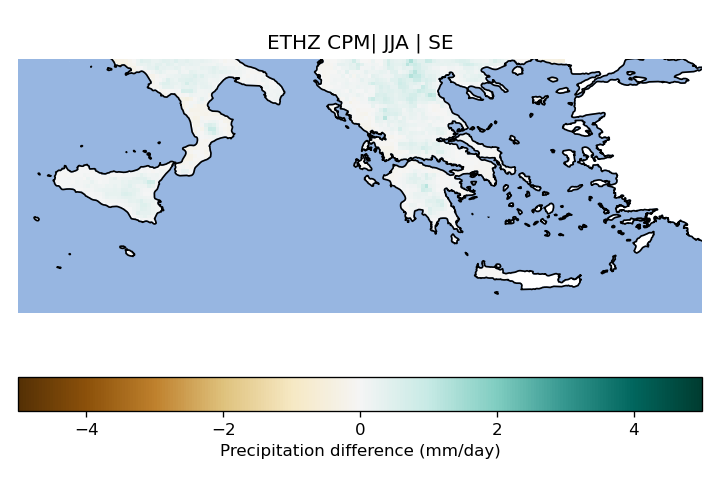 ETHZ CPM| JJA | SE
−4 −2 0 2 4
Precipitation difference (mm/day)